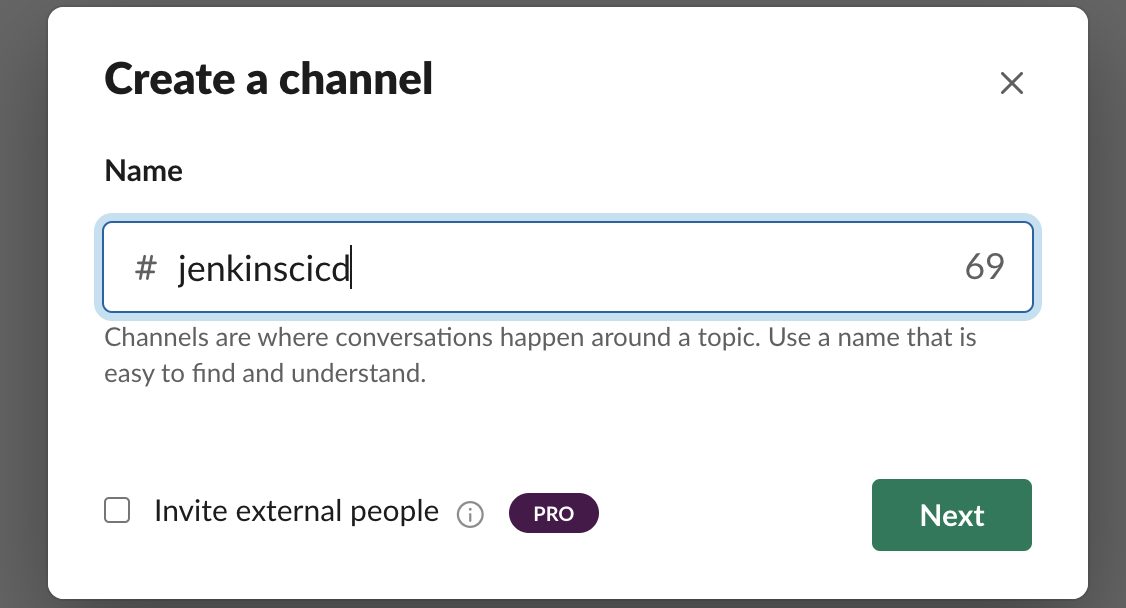 Create a channel
Name
# jenkinscicd 69
Channels are where conversations happen around a topic. Use a name that is
easy to find and understand.
Invite external people PRO Next